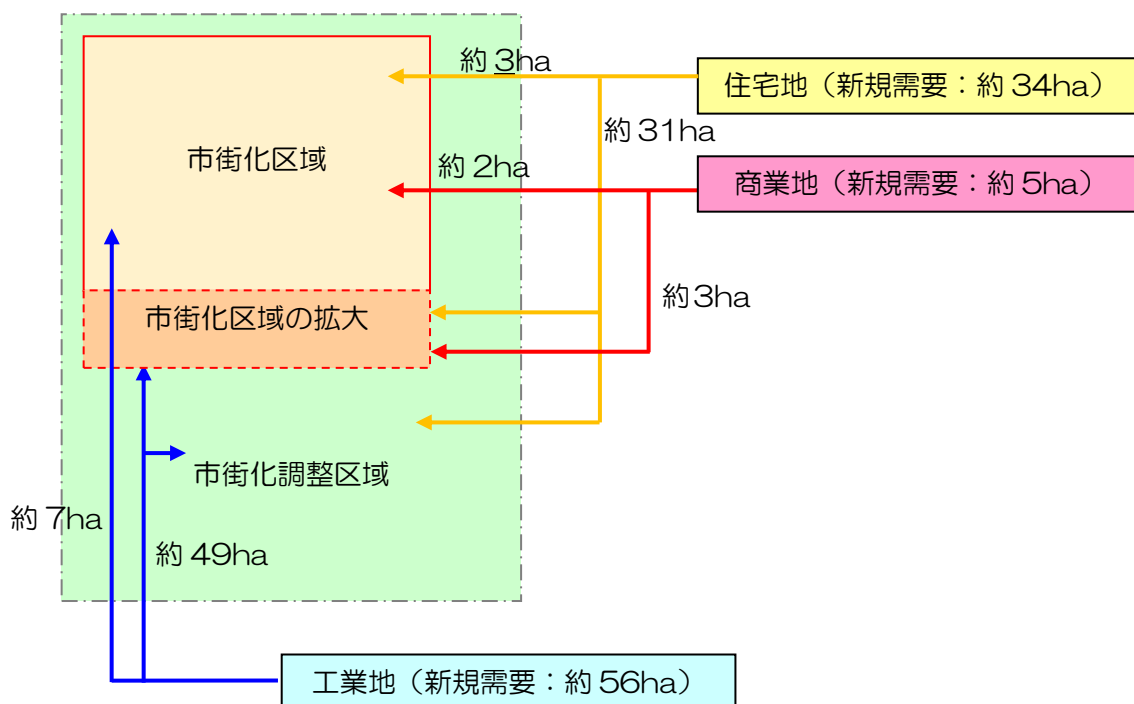 約 3ha
住宅地（新規需要：約 34ha）
約 31ha
市街化区域
約 2ha
商業地（新規需要：約 5ha）
約3ha
市街化区域の拡大
市街化調整区域
約 7ha
約 49ha
工業地（新規需要：約 56ha）